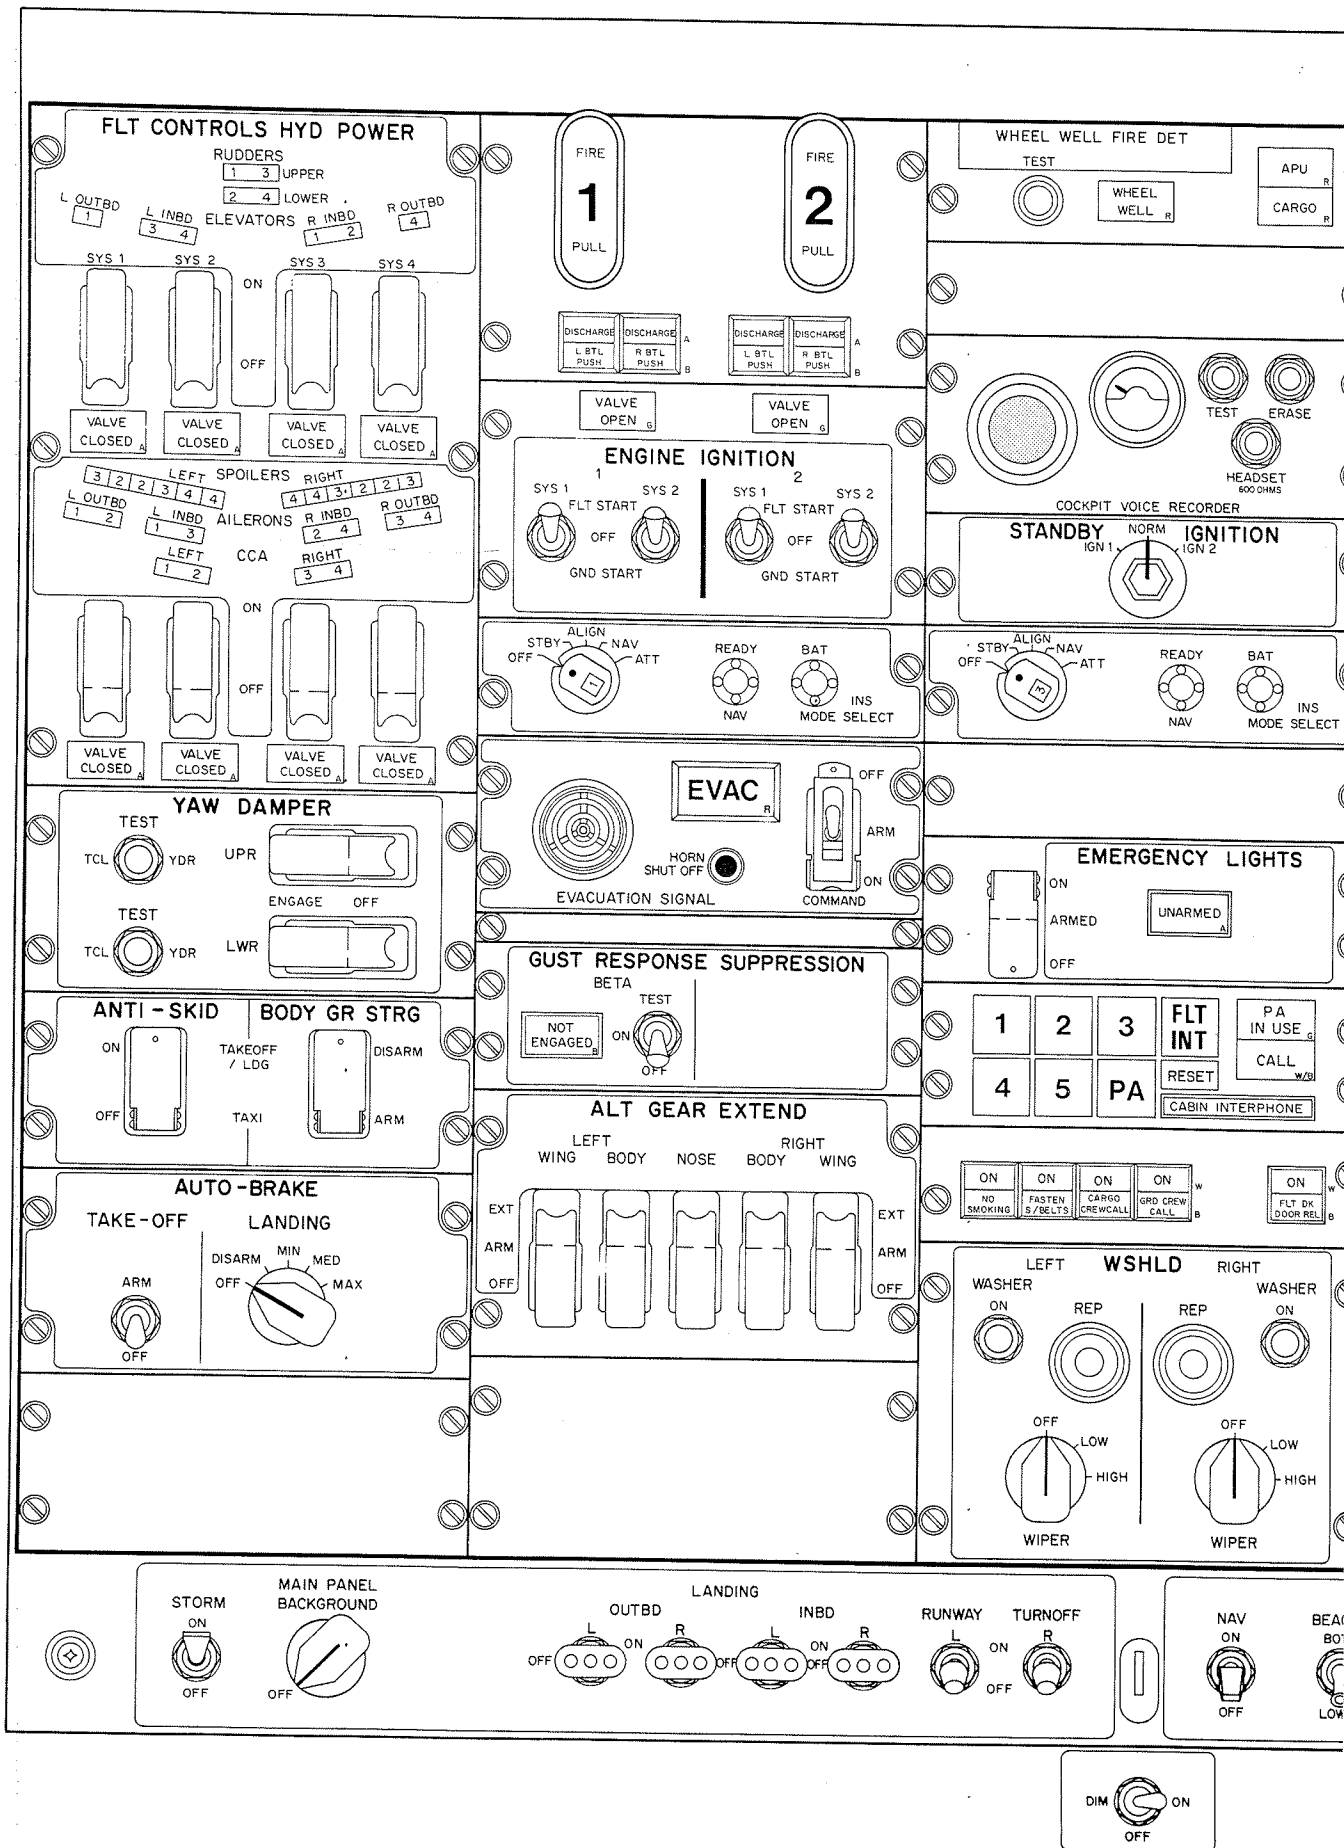 FLT CONTROLS HYD POWER
RUDDERS
1 3 UPPER
2 4 LOWER
L OUTBD
1
L INBD
3 4
ELEVATORS
R INBD
1 2
R OUTBD
4
SYS 1
SYS 2
SYS 3
SYS 4
ON
OFF
VALVE
CLOSED A
VALVE
CLOSED A
VALVE
CLOSED A
VALVE
CLOSED A
LEFT SPOILERS RIGHT
3 2 2 3 4 4
4 4 3 2 2 3
L OUTBD
1 2
L INBD
1 3
AILERONS
R INBD
2 4
R OUTBD
3 4
LEFT
1 2
CCA
RIGHT
3 4
ON
OFF
VALVE
CLOSED A
VALVE
CLOSED A
VALVE
CLOSED A
VALVE
CLOSED A
YAW DAMPER
TEST
TCL YDR
UPR
ENGAGE OFF
TEST
TCL YDR
LWR
ANTI-SKID
BODY GR STRG
ON
TAKEOFF
/ LDG
DISARM
OFF
TAXI
ARM
AUTO-BRAKE
TAKE-OFF
LANDING
ARM
OFF
OFF
DISARM
MIN
MED
MAX
FIRE
1
PULL
FIRE
2
PULL
DISCHARGE
L BTL
PUSH
DISCHARGE
R BTL
PUSH
A
B
DISCHARGE
L BTL
PUSH
DISCHARGE
R BTL
PUSH
A
B
VALVE
OPEN G
VALVE
OPEN G
ENGINE IGNITION
1
2
SYS 1
SYS 2
FLT START
OFF
GND START
SYS 1
SYS 2
FLT START
OFF
GND START
OFF
STBY
ALIGN
NAV
ATT
1
READY
NAV
BAT
INS
MODE SELECT
EVAC
R
HORN
SHUT OFF
EVACUATION SIGNAL
OFF
ARM
ON
COMMAND
GUST RESPONSE SUPPRESSION
BETA
TEST
NOT
ENGAGED B
ON
OFF
ALT GEAR EXTEND
LEFT
RIGHT
WING BODY NOSE BODY WING
EXT
ARM
OFF
EXT
ARM
OFF
WHEEL WELL FIRE DET
TEST
WHEEL
WELL R
APU
R
CARGO
R
TEST
ERASE
HEADSET
600 OHMS
COCKPIT VOICE RECORDER
STANDBY IGNITION
IGN 1
NORM
IGN 2
OFF
STBY
ALIGN
NAV
ATT
3
READY
NAV
BAT
INS
MODE SELECT
EMERGENCY LIGHTS
ON
ARMED
OFF
UNARMED
A
1 2 3
FLT
INT
PA
IN USE G
4 5 PA
RESET
CALL
W/B
CABIN INTERPHONE
ON
NO
SMOKING
ON
FASTEN
S/BELTS
ON
CARGO
CREWCALL
ON
GRD CREW
CALL
W
B
ON
FLT DK
DOOR REL
W
B
LEFT WSHLD RIGHT
WASHER
ON
REP
REP
WASHER
ON
OFF
LOW
HIGH
WIPER
OFF
LOW
HIGH
WIPER
STORM
ON
OFF
MAIN PANEL
BACKGROUND
OFF
LANDING
OUTBD
INBD
L
R
L
R
OFF
ON
OFF
ON
OFF
RUNWAY
L
TURNOFF
R
ON
OFF
NAV
ON
OFF
BEA
BO
LOW
DIM
ON
OFF